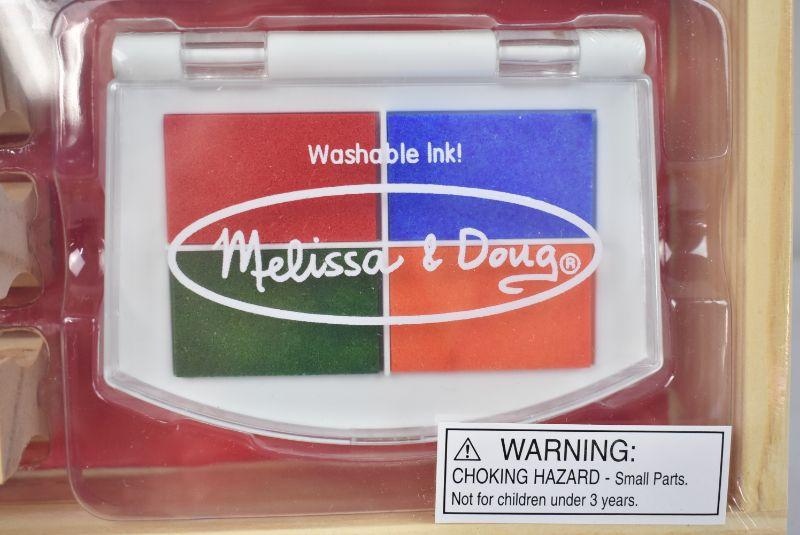 Washable Ink!
Melissa & Doug®
⚠ WARNING:
CHOKING HAZARD - Small Parts.
Not for children under 3 years.